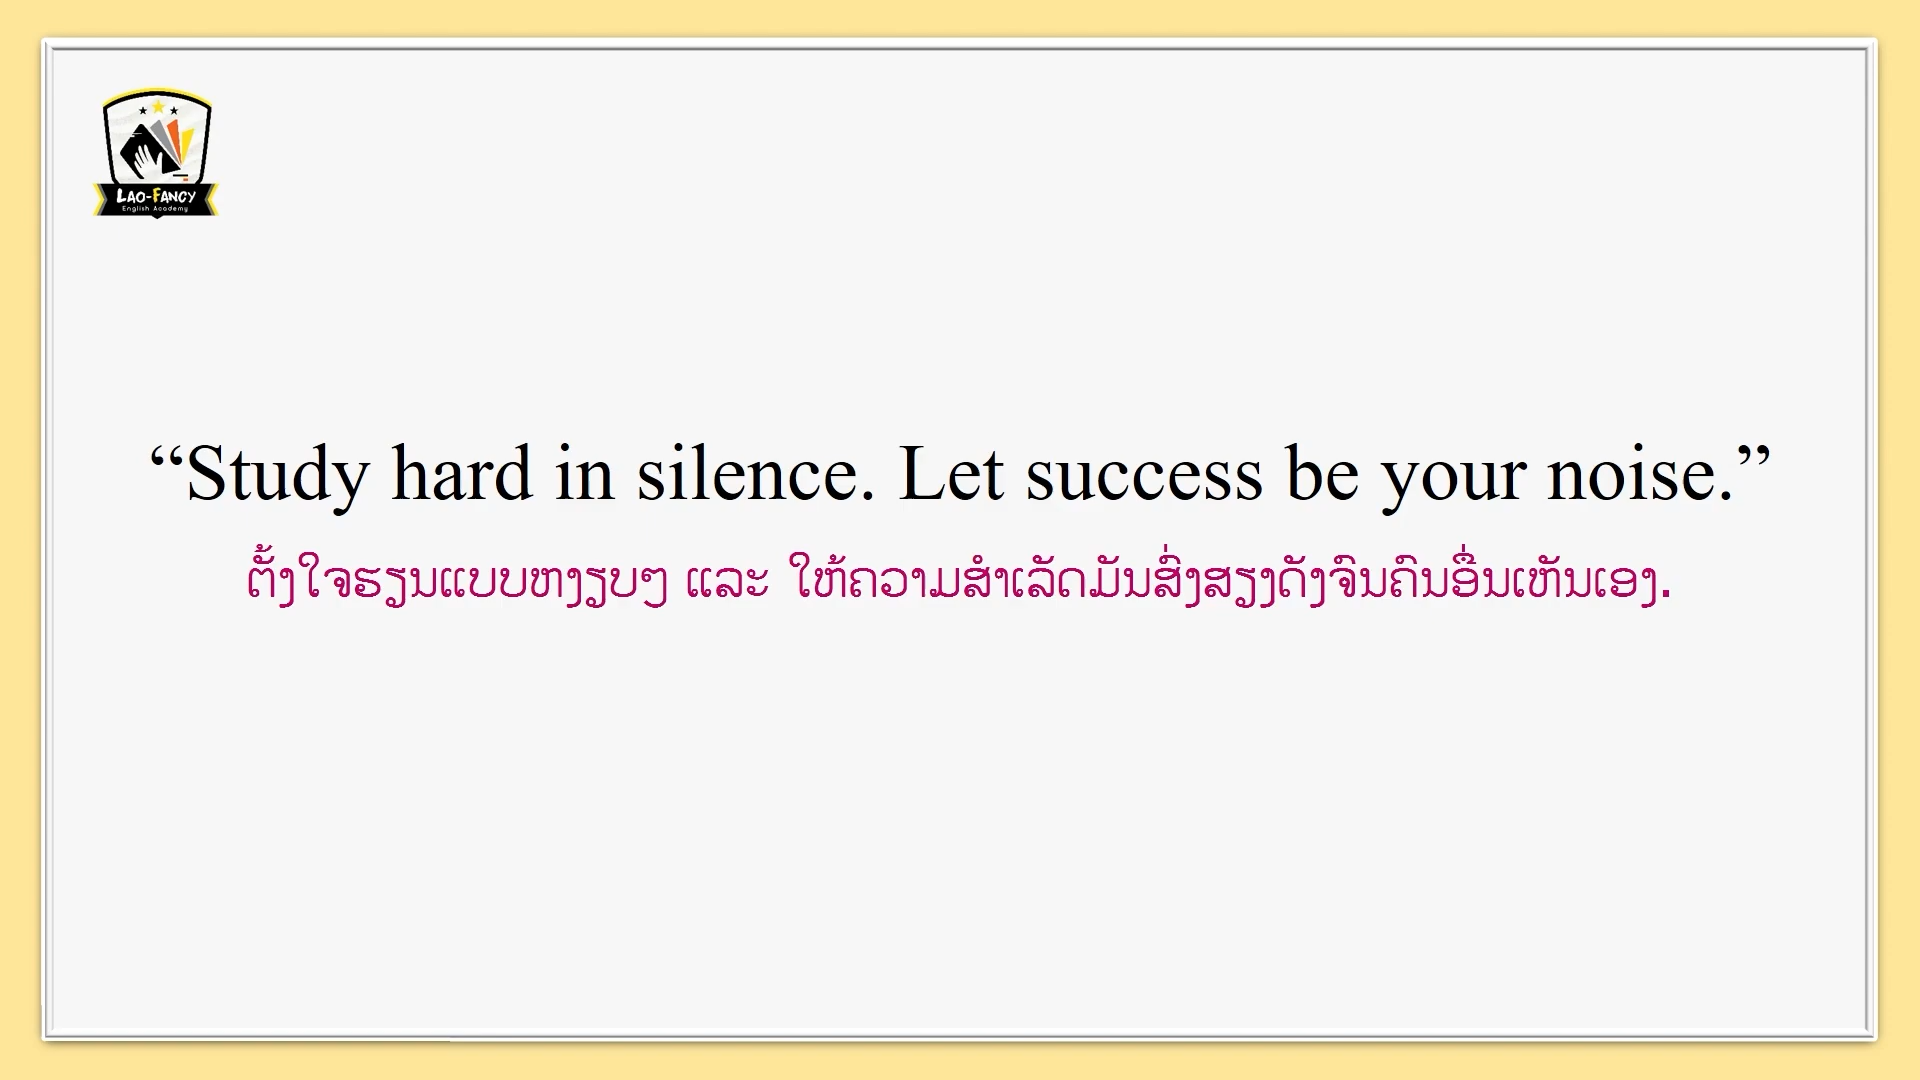 LAO-FANCY
English Academy
“Study hard in silence. Let success be your noise.”
ຕັ້ງໃຈຮຽນແບບຫງຽບໆ ແລະ ໃຫ້ຄວາມສຳເລັດມັນສົ່ງສຽງດັງຈົນຄົນອື່ນເຫັນເອງ.